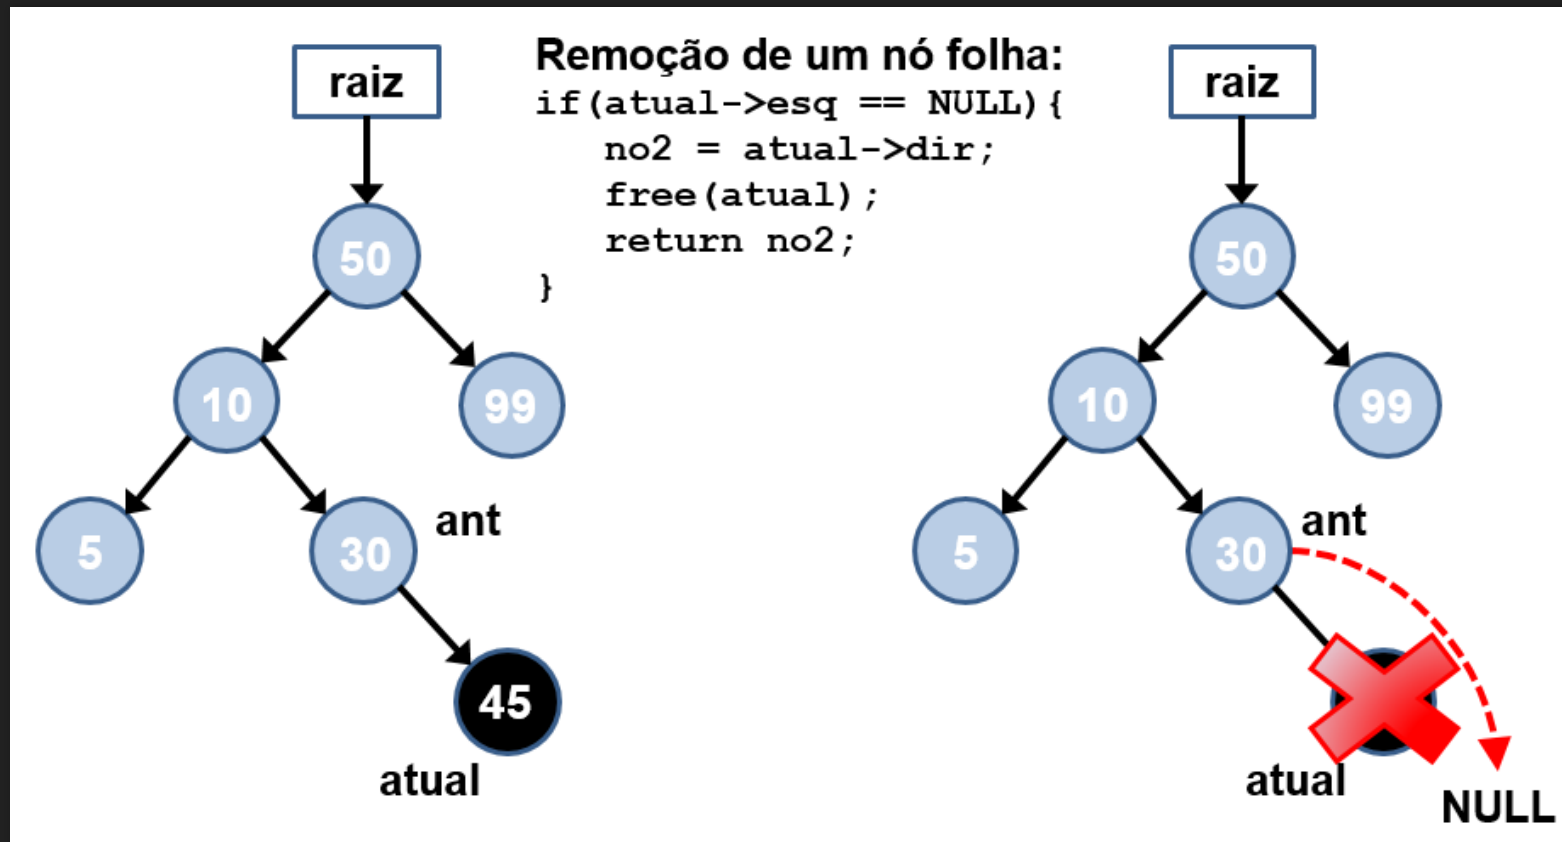 raiz
Remoção de um nó folha:
if(atual->esq == NULL){
no2 = atual->dir;
free(atual);
return no2;
}
50
10
99
5
30
ant
45
atual
raiz
50
10
99
5
30
ant
atual
NULL